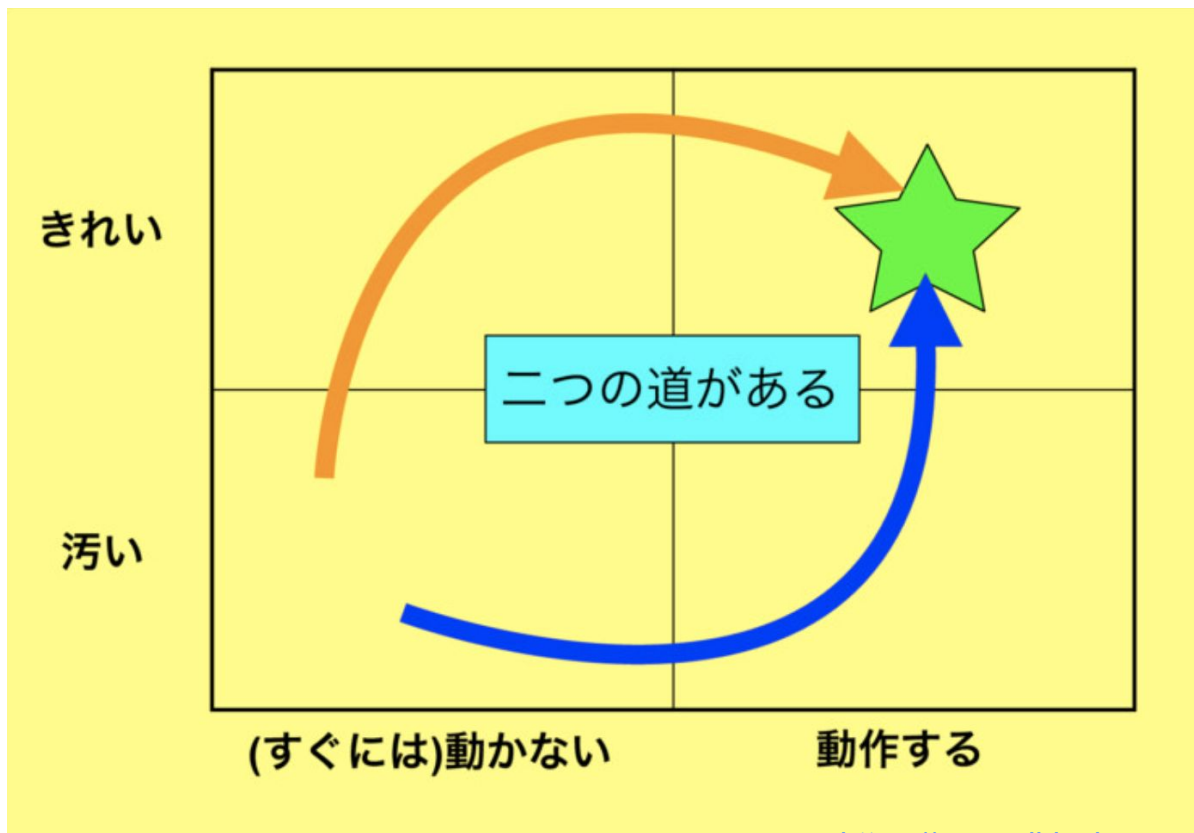 きれい
二つの道がある
汚い
(すぐには)動かない
動作する